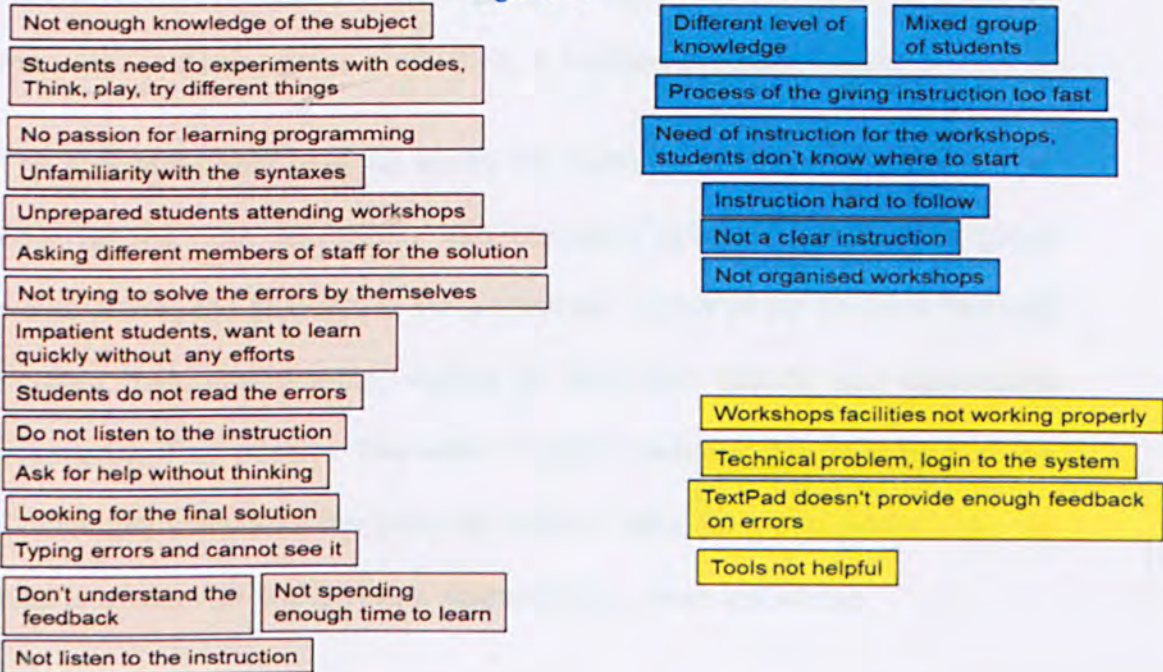 Not enough knowledge of the subject
Students need to experiments with codes,
Think, play, try different things
No passion for learning programming
Unfamiliarity with the syntaxes
Unprepared students attending workshops
Asking different members of staff for the solution
Not trying to solve the errors by themselves
Impatient students, want to learn
quickly without any efforts
Students do not read the errors
Do not listen to the instruction
Ask for help without thinking
Looking for the final solution
Typing errors and cannot see it
Don't understand the
feedback
Not spending
enough time to learn
Not listen to the instruction
Different level of
knowledge
Mixed group
of students
Process of the giving instruction too fast
Need of instruction for the workshops,
students don't know where to start
Instruction hard to follow
Not a clear instruction
Not organised workshops
Workshops facilities not working properly
Technical problem, login to the system
TextPad doesn't provide enough feedback
on errors
Tools not helpful